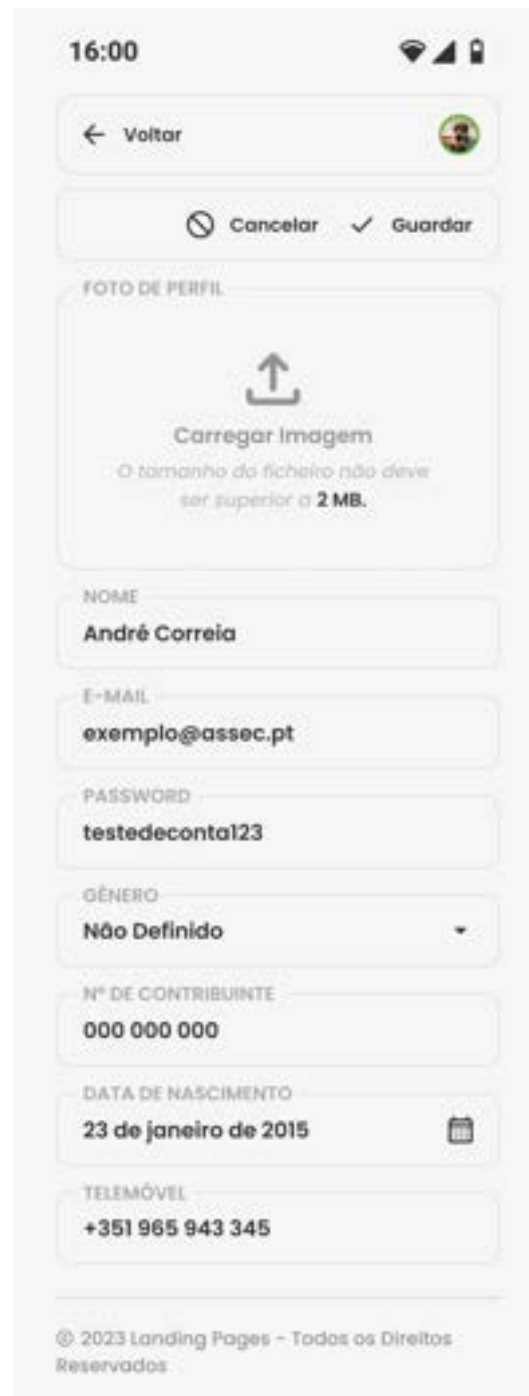 16:00
Voltar
Cancelar Guardar
FOTO DE PERFIL
Carregar Imagem
O tamanho do ficheiro não deve
ser superior a 2 MB.
NOME
André Correia
E-MAIL
exemplo@assec.pt
PASSWORD
testedeconta123
GÉNERO
Não Definido
Nº DE CONTRIBUINTE
000 000 000
DATA DE NASCIMENTO
23 de janeiro de 2015
TELEMÓVEL
+351 965 943 345
© 2023 Landing Pages - Todos os Direitos
Reservados